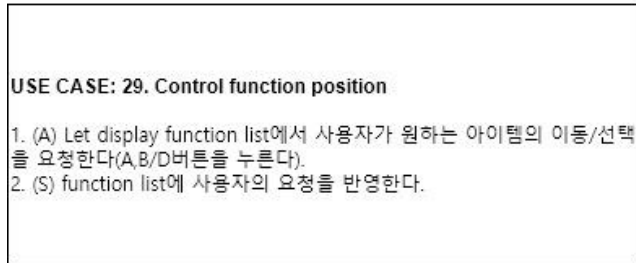 USE CASE: 29. Control function position
1. (A) Let display function list에서 사용자가 원하는 아이템의 이동/선택
을 요청한다(A,B/D버튼을 누른다).
2. (S) function list에 사용자의 요청을 반영한다.